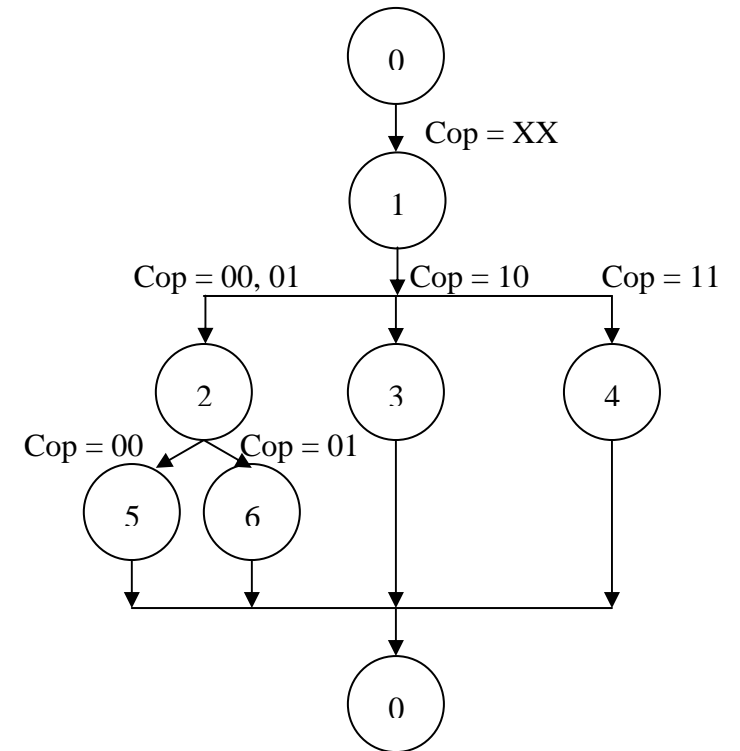 0
Cop = XX
1
Cop = 00, 01 Cop = 10 Cop = 11
2 3 4
Cop = 00 Cop = 01
5 6
0